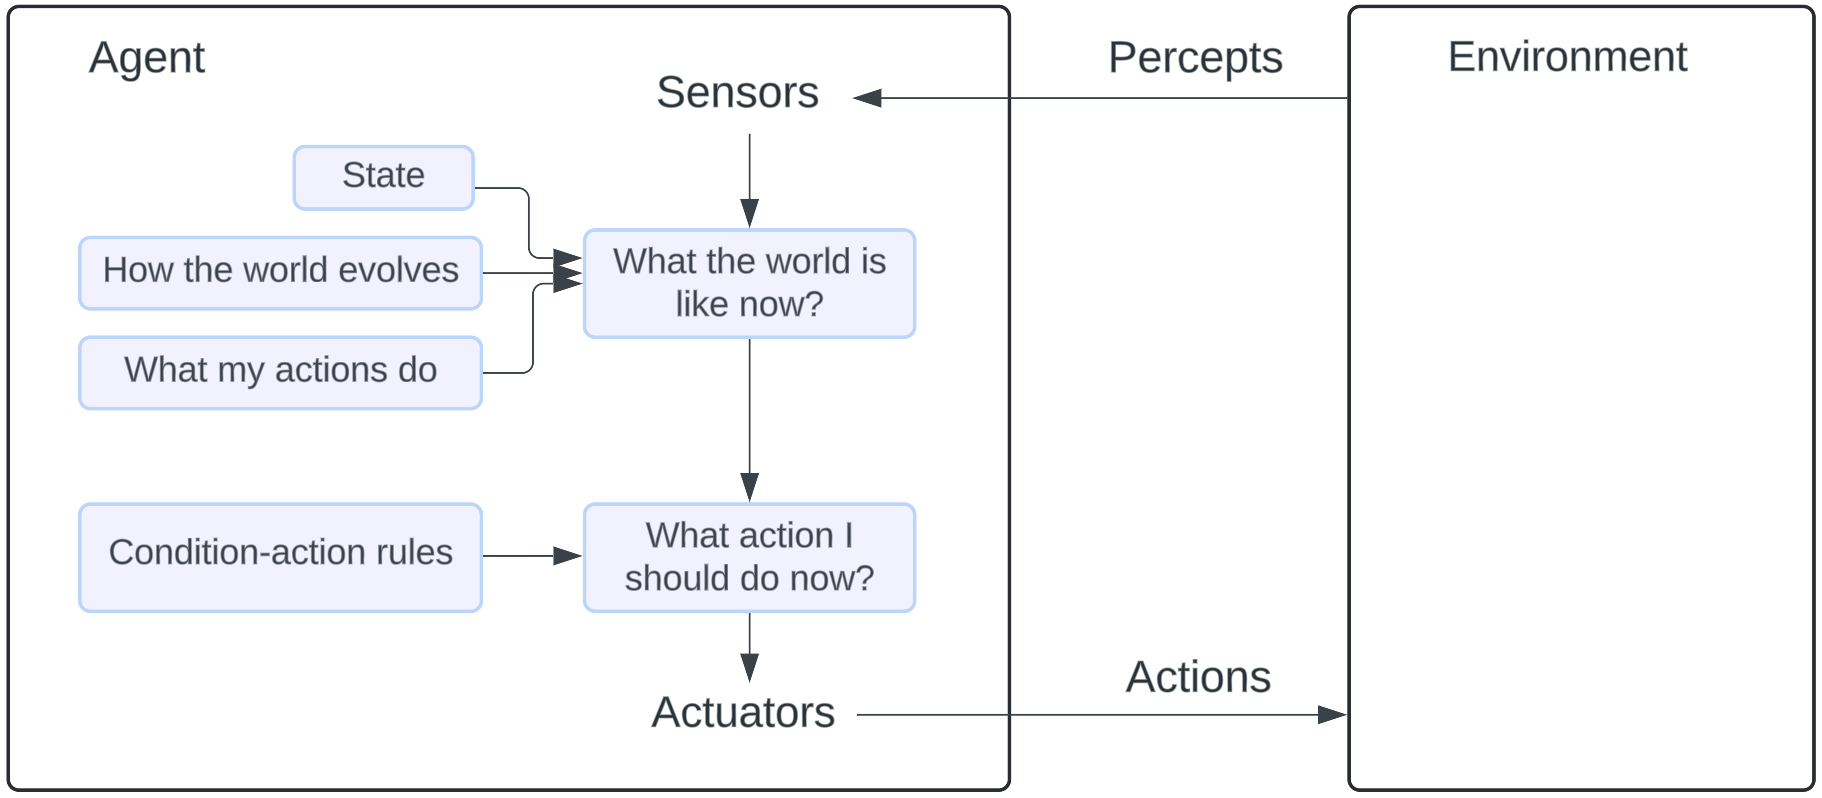 Agent
Percepts
Environment
Sensors
State
How the world evolves
What the world is
like now?
What my actions do
Condition-action rules
What action I
should do now?
Actions
Actuators